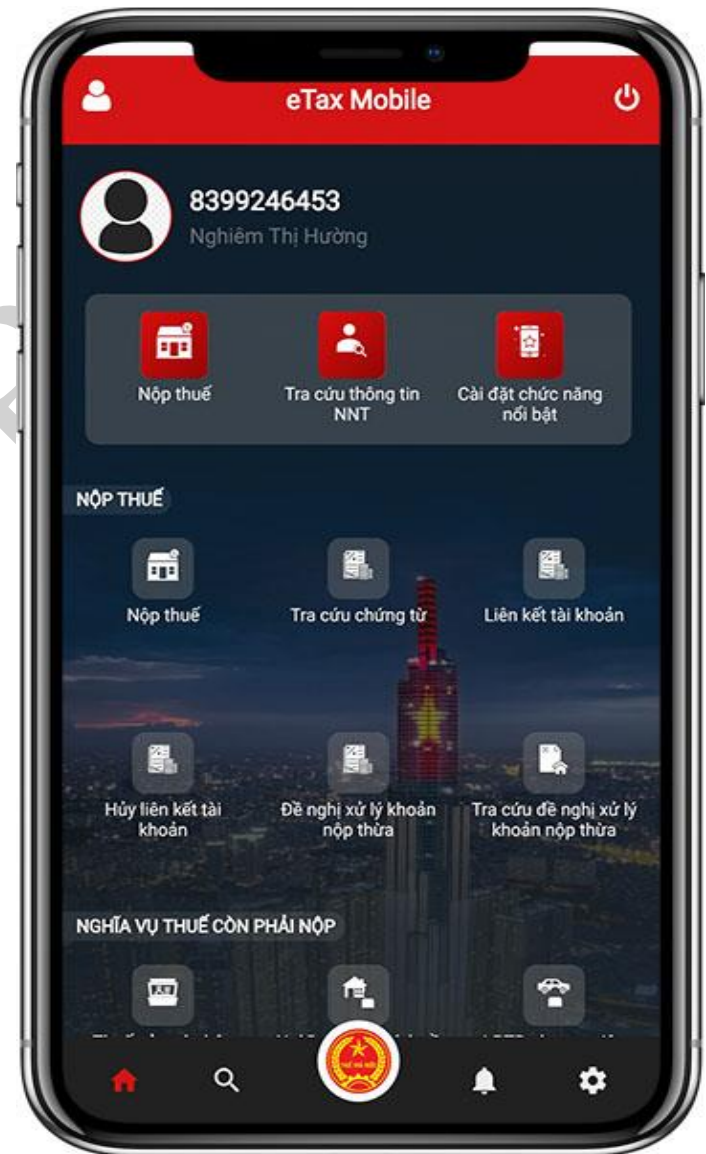 eTax Mobile
8399246453
Nghiêm Thị Hường
Nộp thuế
Tra cứu thông tin
NNT
Cài đặt chức năng
nổi bật
NỘP THUẾ
Nộp thuế
Tra cứu chứng từ
Liên kết tài khoản
Hủy liên kết tài
khoản
Đề nghị xử lý khoản
nộp thừa
Tra cứu đề nghị xử lý
khoản nộp thừa
NGHĨA VỤ THUẾ CÒN PHẢI NỘP